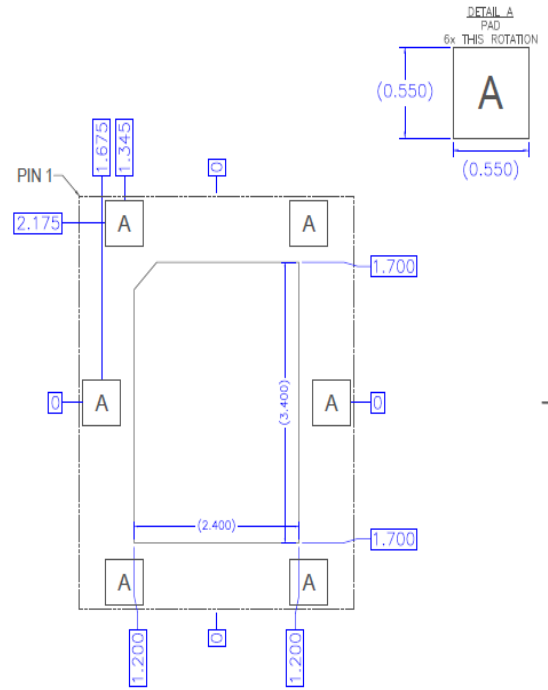 DETAIL A
PAD
6x THIS ROTATION
(0.550)
A
(0.550)
1.675
1.345
0
PIN 1
2.175
A
A
1.700
0
A
(3.400)
A
0
(2.400)
1.700
A
A
1.200
0
1.200